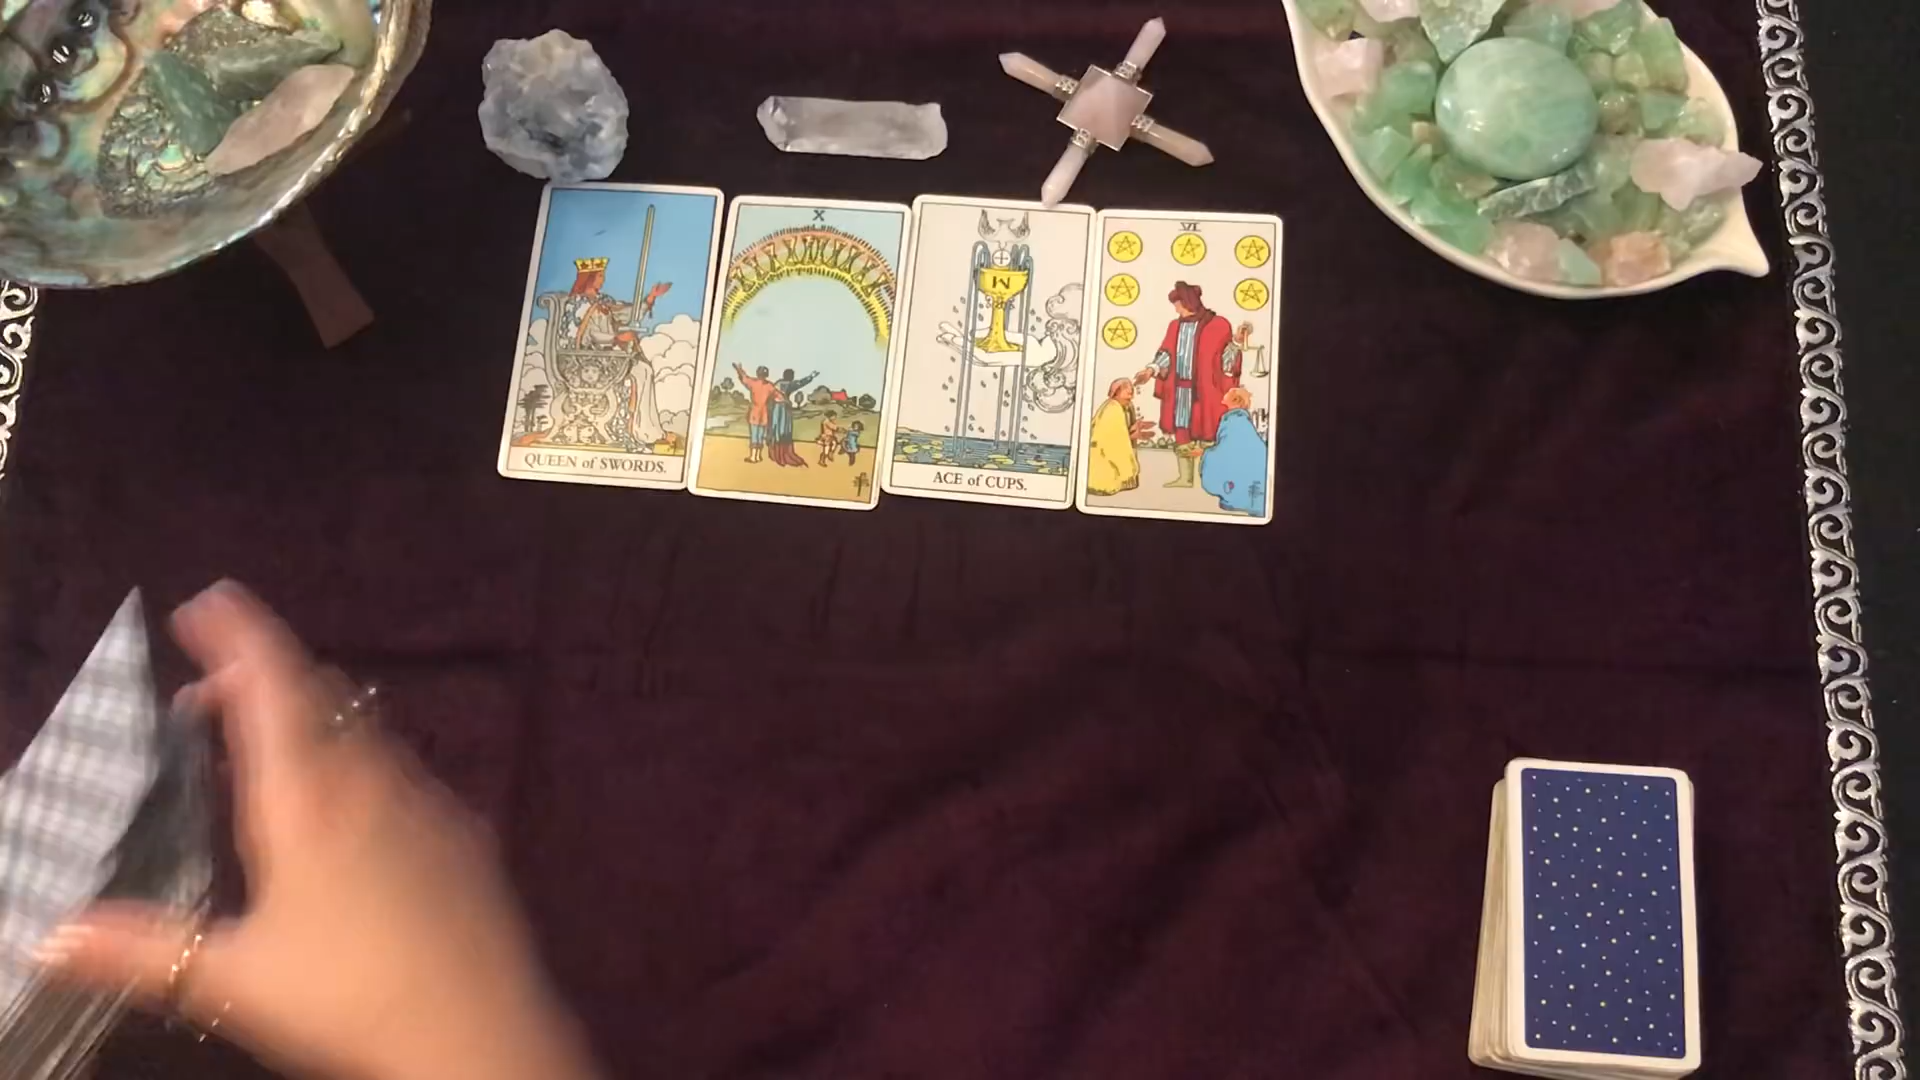 QUEEN of SWORDS.
X
ACE of CUPS.
VI